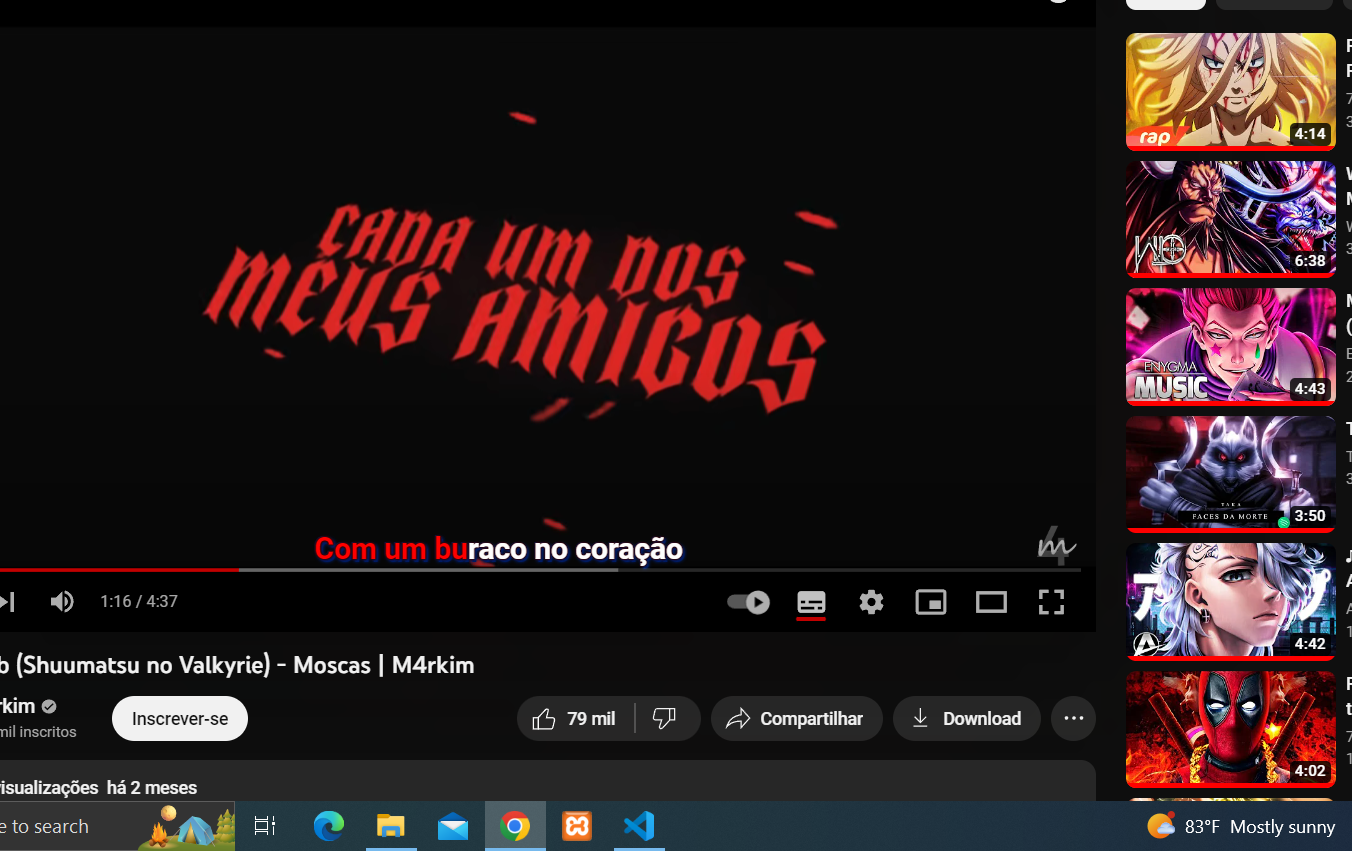 CADA UM DOS
MEUS AMIGOS
Com um buraco no coração
1:16 / 4:37
b (Shuumatsu no Valkyrie) - Moscas | M4rkim
rkim
Inscrever-se
mil inscritos
79 mil
Compartilhar
Download
visualizações há 2 meses
rap
4:14
6:38
ENYGMA
MUSIC
4:43
TAKA
FACES DA MORTE
3:50
4:42
4:02
e to search
83°F Mostly sunny